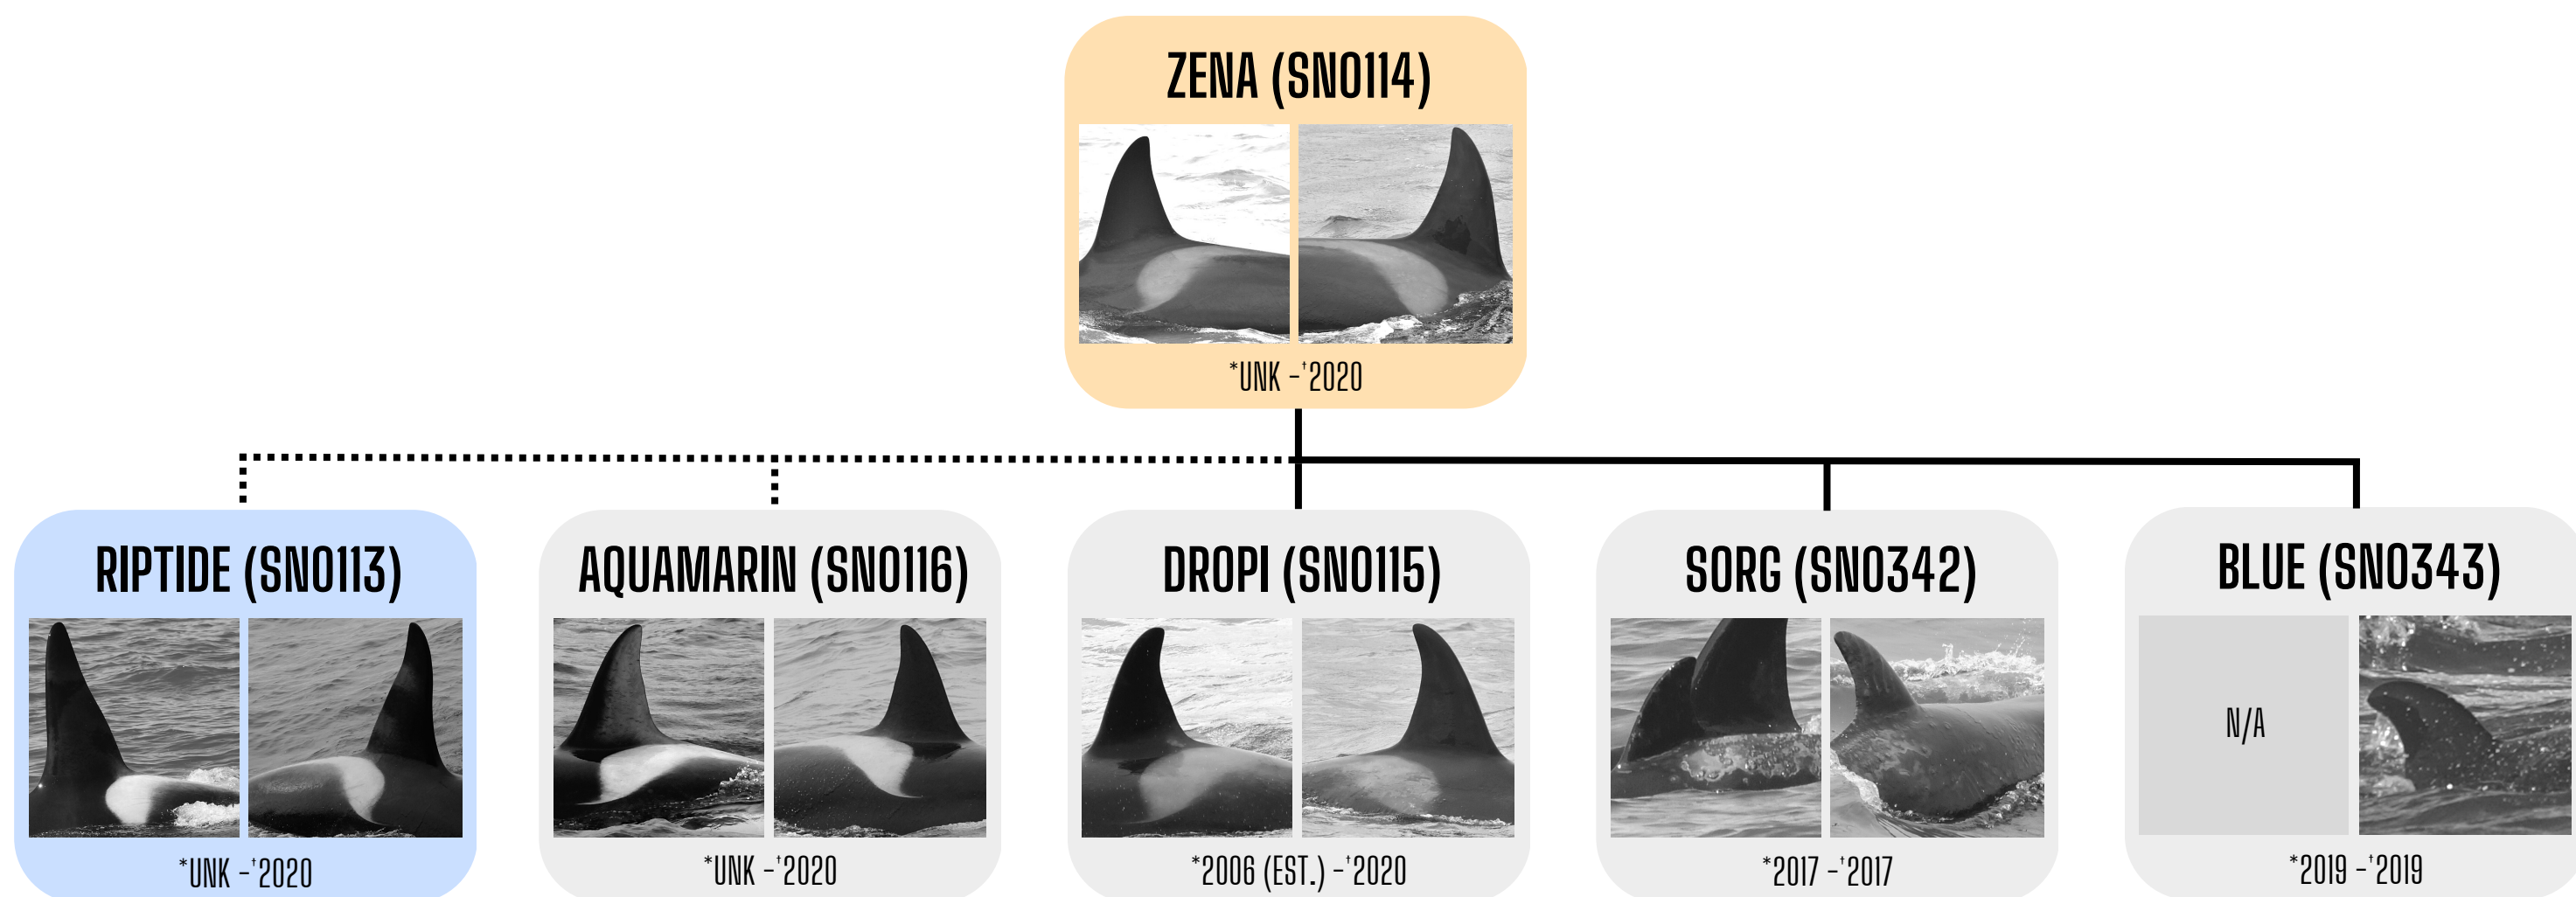 ZENA (SN0114)
*UNK -†2020
RIPTIDE (SN0113)
*UNK -†2020
AQUAMARIN (SN0116)
*UNK -†2020
DROPI (SN0115)
*2006 (EST.) -†2020
SORG (SN0342)
*2017 -†2017
BLUE (SN0343)
N/A
*2019 -†2019